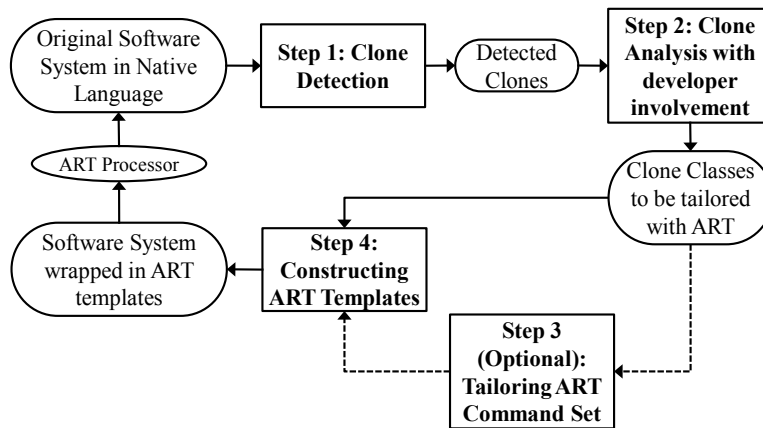 Original Software
System in Native
Language
Step 1: Clone
Detection
Detected
Clones
Step 2: Clone
Analysis with
developer
involvement
ART Processor
Clone Classes
to be tailored
with ART
Software System
wrapped in ART
templates
Step 4:
Constructing
ART Templates
Step 3
(Optional):
Tailoring ART
Command Set